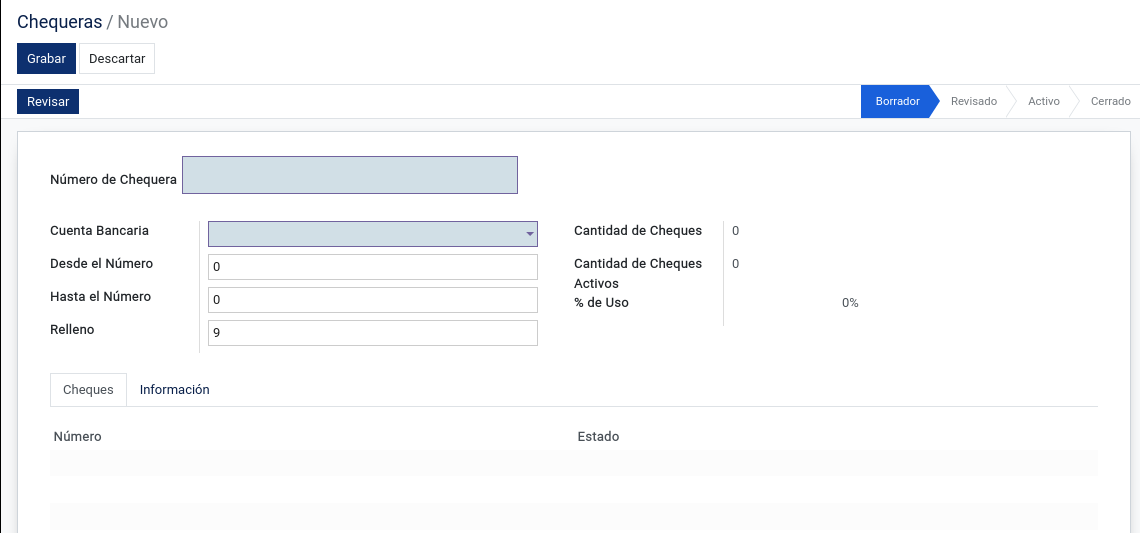 Chequeras / Nuevo
Grabar Descartar
Revisar Borrador Revisado Activo Cerrado
Número de Chequera
Cuenta Bancaria Cantidad de Cheques 0
Desde el Número 0 Cantidad de Cheques Activos 0
Hasta el Número 0 % de Uso 0%
Relleno 9
Cheques Información
Número Estado